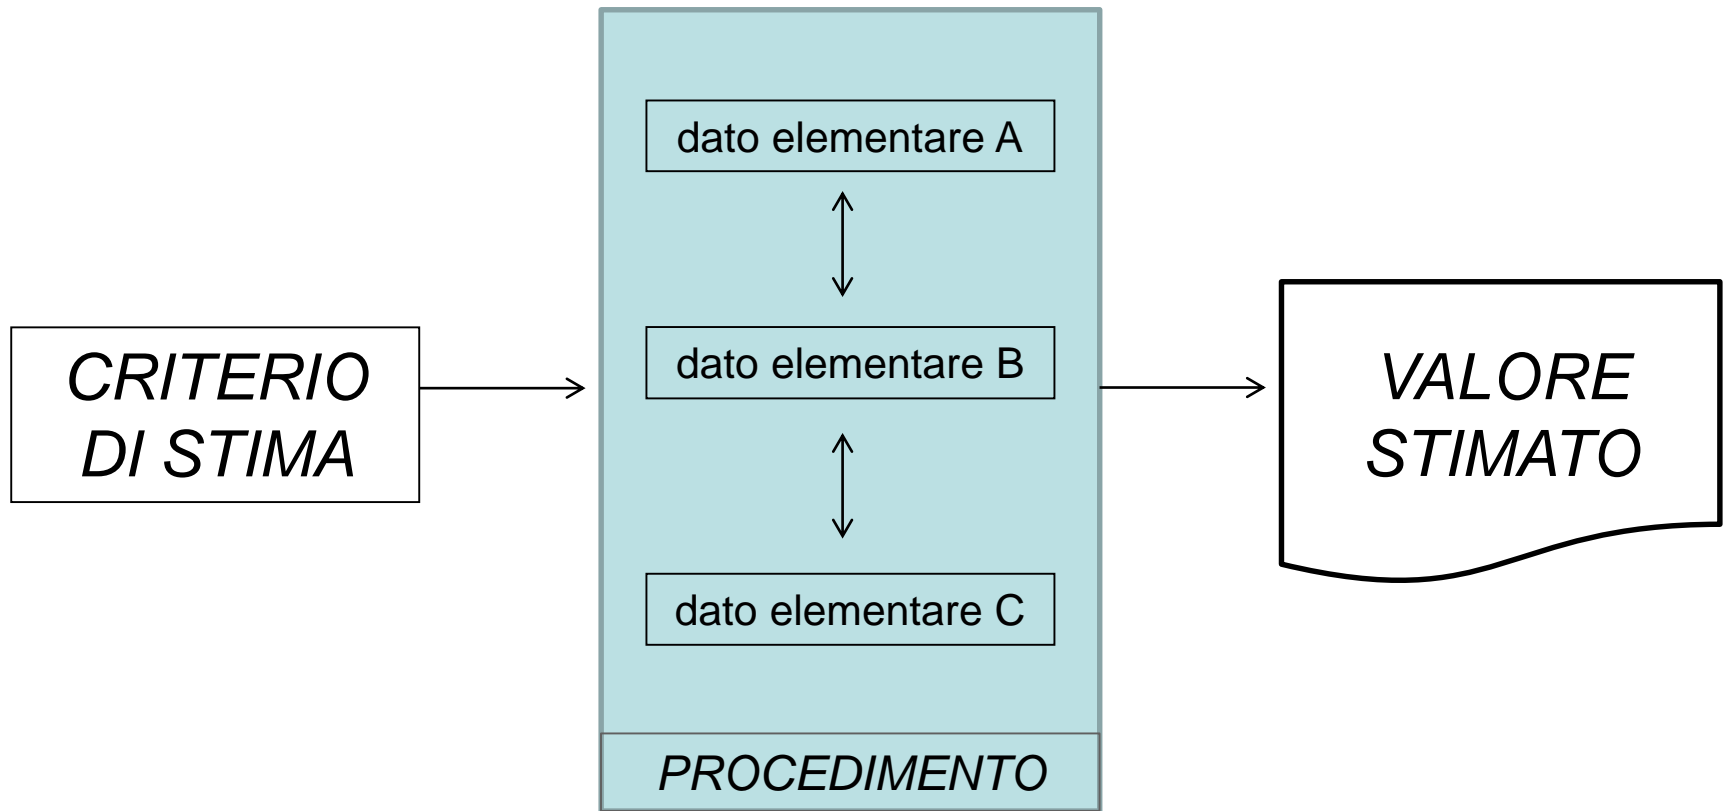 CRITERIO
DI STIMA
dato elementare A
dato elementare B
dato elementare C
PROCEDIMENTO
VALORE
STIMATO